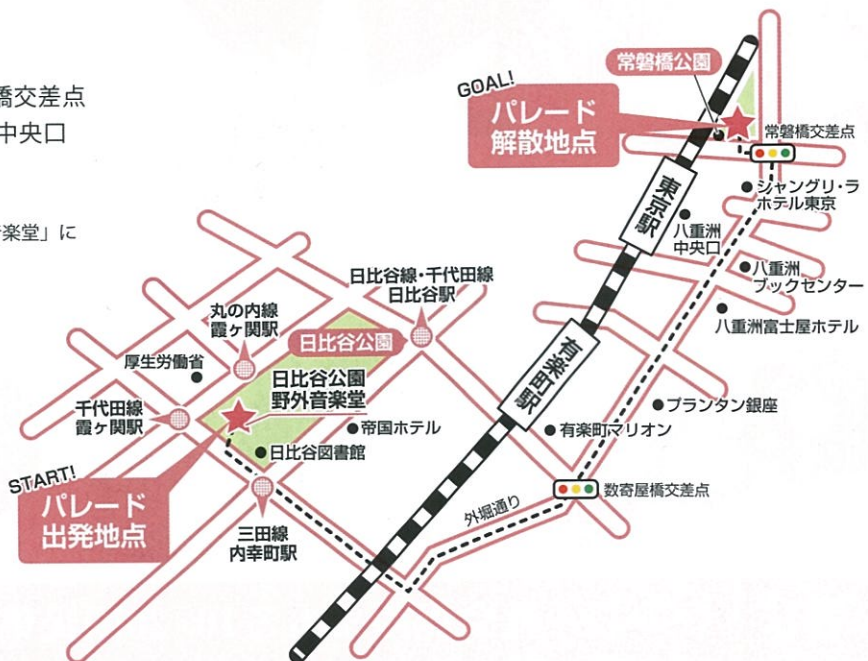 橋交差点
中央口
音楽堂」に
GOAL!
パレード
解散地点
常磐橋公園
常磐橋交差点
シャングリ・ラ
ホテル東京
東京駅
八重洲
中央口
八重洲
ブックセンター
八重洲富士屋ホテル
日比谷線・千代田線
日比谷駅
丸の内線
霞ヶ関駅
日比谷公園
有楽町駅
厚生労働省
日比谷公園
野外音楽堂
千代田線
霞ヶ関駅
帝国ホテル
プランタン銀座
有楽町マリオン
日比谷図書館
START!
パレード
出発地点
数寄屋橋交差点
外堀通り
三田線
内幸町駅